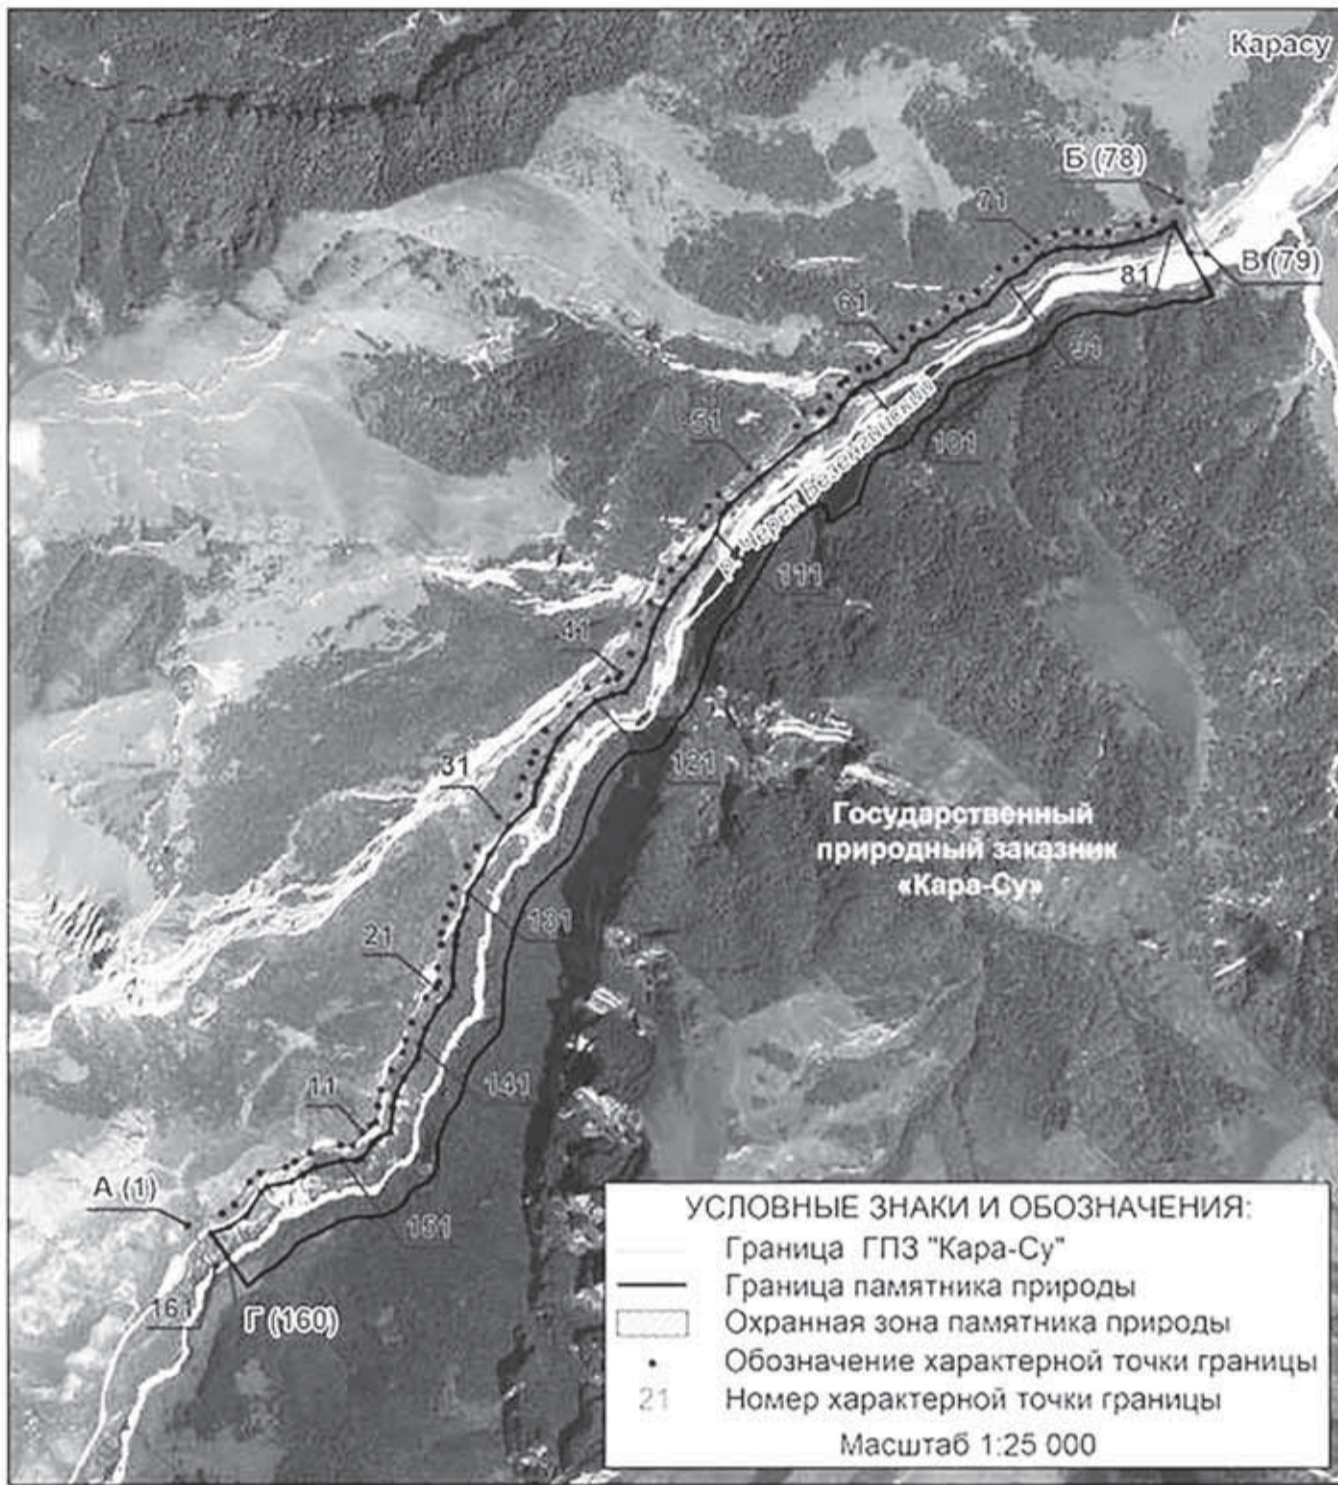 Карасу
Б (78)
71
В (79)
81
61
91
51
101
р. Черек Безенгийский
111
41
121
31
Государственный
природный заказник
«Кара-Су»
131
21
141
11
А (1)
151
161
Г (160)
УСЛОВНЫЕ ЗНАКИ И ОБОЗНАЧЕНИЯ:
Граница ГПЗ "Кара-Су"
Граница памятника природы
Охранная зона памятника природы
Обозначение характерной точки границы
21 Номер характерной точки границы
Масштаб 1:25 000